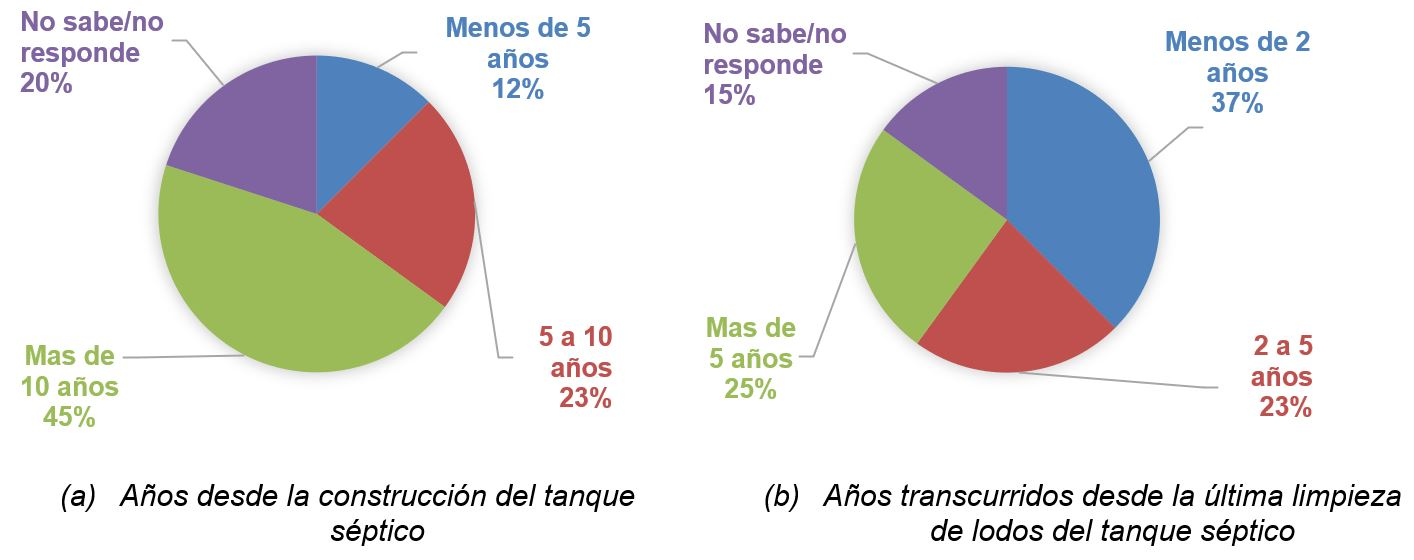 No sabe/no
responde
20%
Menos de 5
años
12%
5 a 10
años
23%
Mas de
10 años
45%
(a) Años desde la construcción del tanque
séptico
No sabe/no
responde
15%
Menos de 2
años
37%
2 a 5
años
23%
Mas de
5 años
25%
(b) Años transcurridos desde la última limpieza
de lodos del tanque séptico